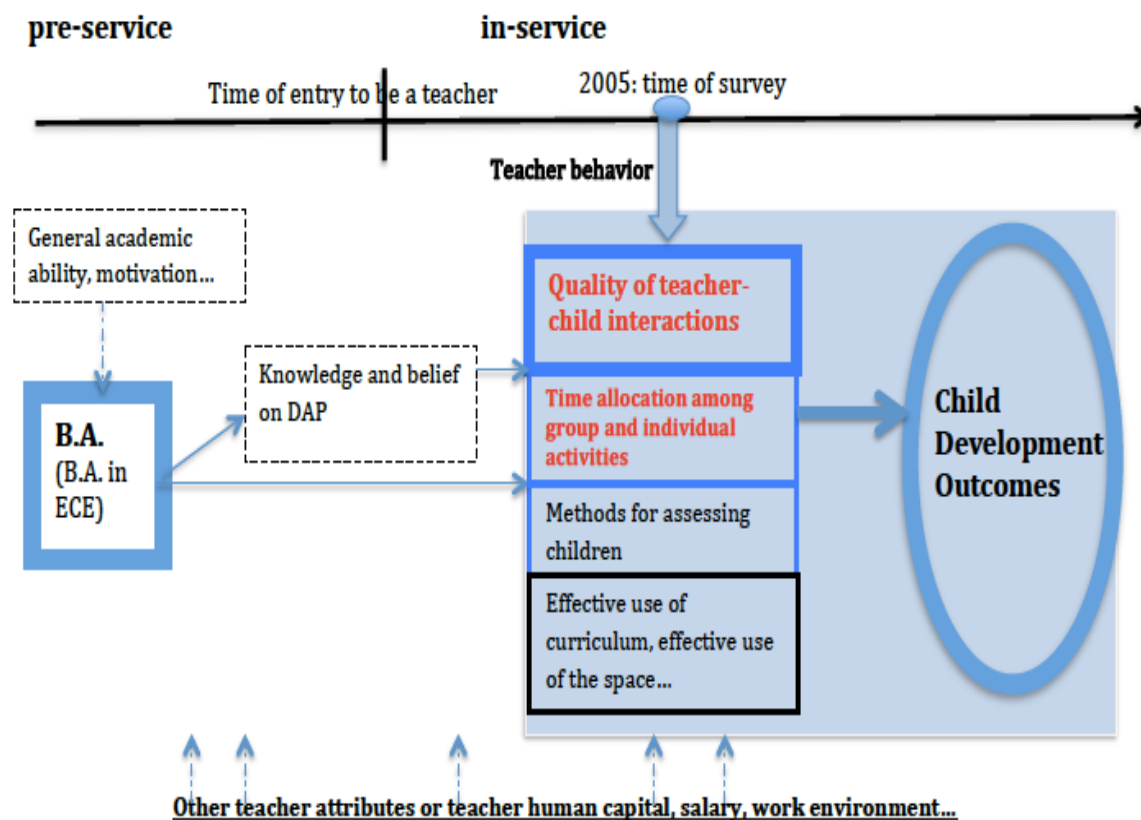 pre-service
in-service
Time of entry to be a teacher
2005: time of survey
Teacher behavior
General academic
ability, motivation...
Quality of teacher-
child interactions
Knowledge and belief
on DAP
Time allocation among
group and individual
activities
B.A.
(B.A. in
ECE)
Child
Development
Outcomes
Methods for assessing
children
Effective use of
curriculum, effective use
of the space...
Other teacher attributes or teacher human capital, salary, work environment...